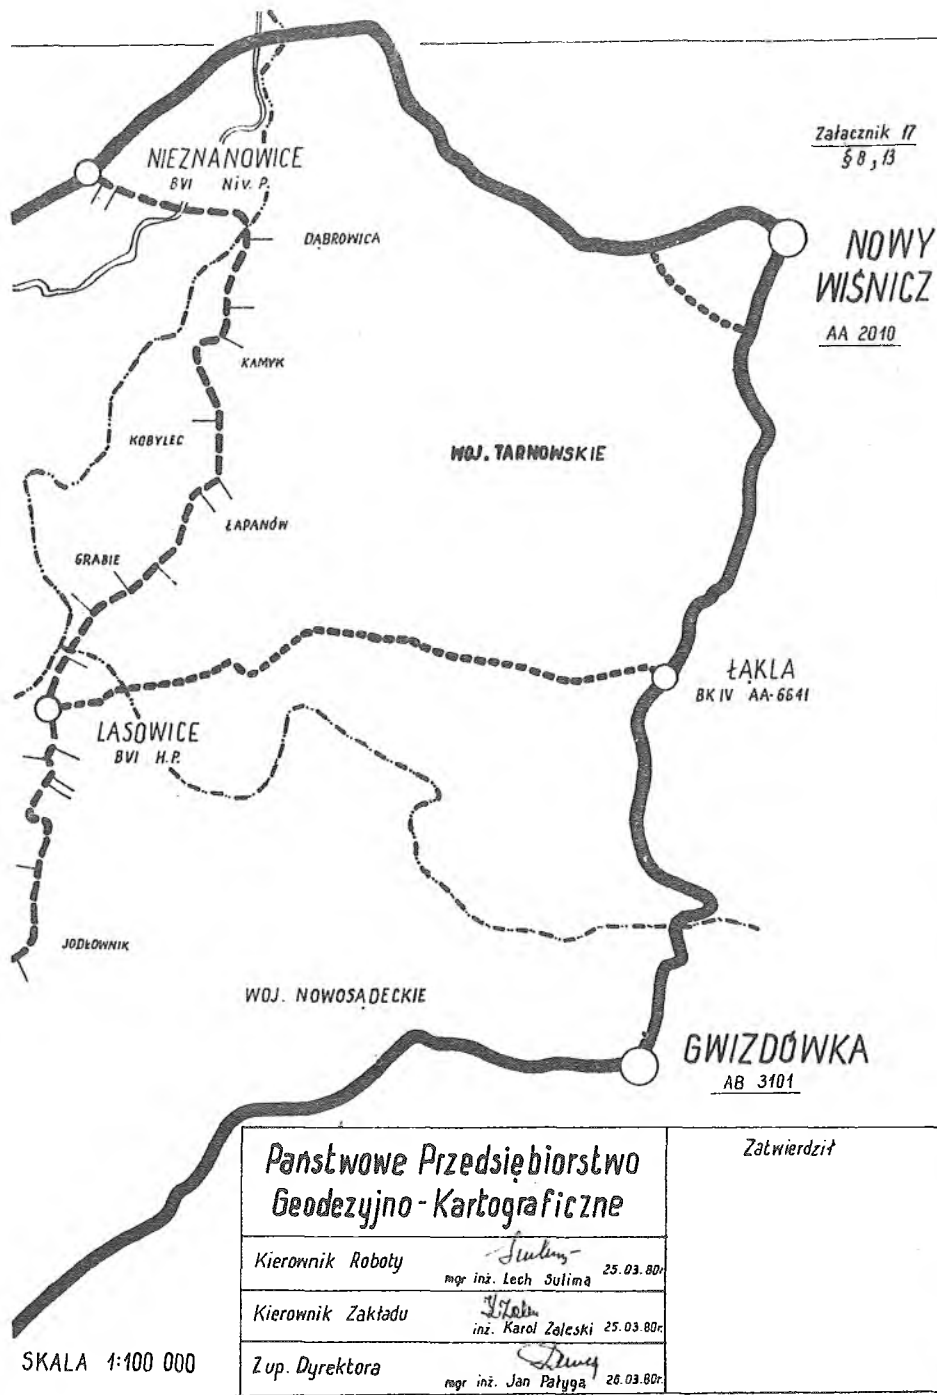 Załacznik 17
§ 8, 13
NIEZNANOWICE
BVI Niv. P.
DĄBROWICA
NOWY
WIŚNICZ
AA 2010
KAMYK
KOBYLEC
WOJ. TARNOWSKIE
ŁAPANÓW
GRABIE
ŁĄKLA
BK IV AA-6641
LASOWICE
BVI H.P.
JODŁOWNIK
WOJ. NOWOSĄDECKIE
GWIZDÓWKA
AB 3101
Państwowe Przedsiębiorstwo
Geodezyjno-Kartograficzne
Zatwierdził
Kierownik Roboty
mgr inż. Lech Sulima 25.03.80r.
Kierownik Zakładu
inż. Karol Zaleski 25.03.80r.
Z up. Dyrektora
mgr inż. Jan Pałyga 26.03.80r.
SKALA 1:100 000